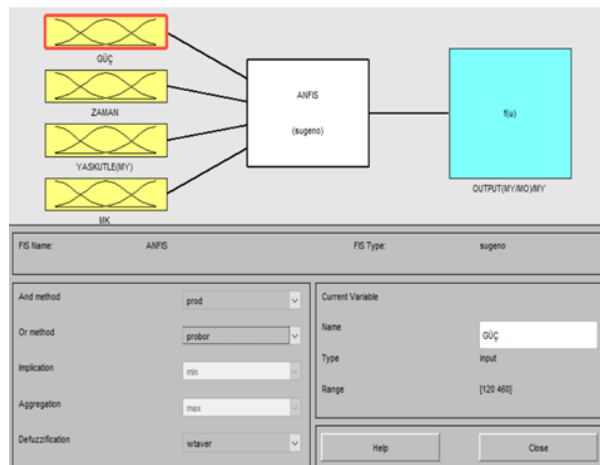 GÜÇ
ZAMAN
YASKUTLE(MY)
MK
ANFIS
(sugeno)
f(u)
OUTPUT(MY/MO)/MY
FIS Name: ANFIS FIS Type: sugeno
And method prod
Or method probor
Implication min
Aggregation max
Defuzzification wtaver
Current Variable
Name GÜÇ
Type input
Range [120 460]
Help Close